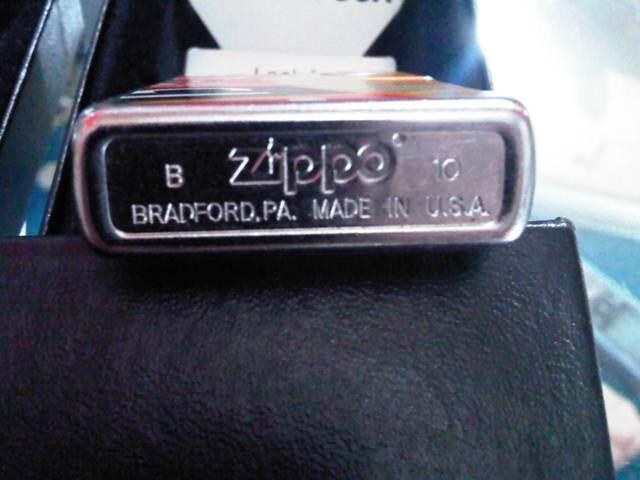 B zippo® 10
BRADFORD,PA. MADE IN U.S.A.